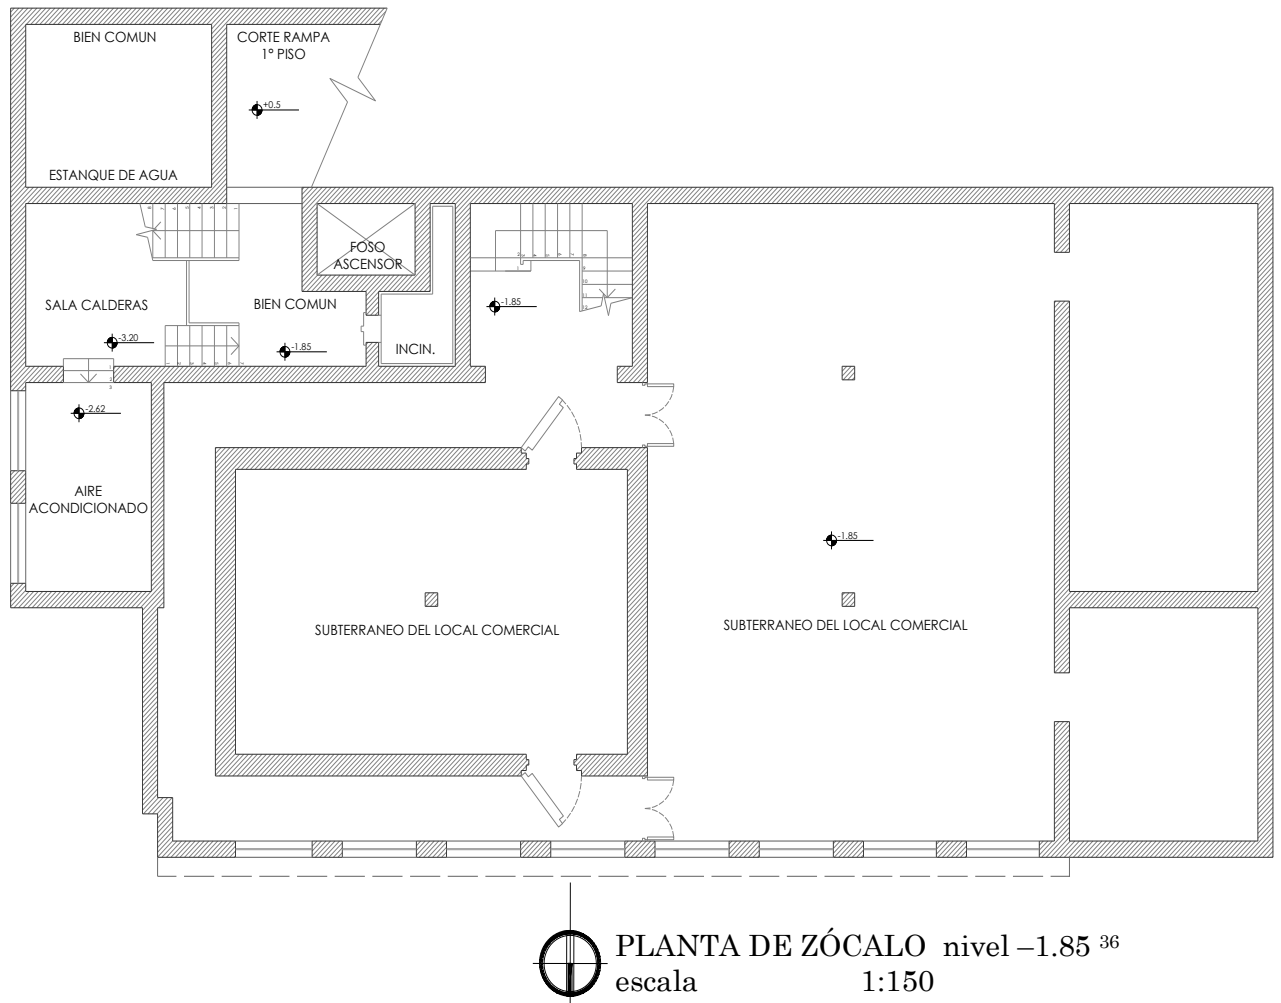 BIEN COMUN
CORTE RAMPA
1º PISO
+0.5
ESTANQUE DE AGUA
FOSO
ASCENSOR
SALA CALDERAS
BIEN COMUN
-1.85
-3.20
-1.85
INCIN.
-2.62
AIRE
ACONDICIONADO
-1.85
SUBTERRANEO DEL LOCAL COMERCIAL
SUBTERRANEO DEL LOCAL COMERCIAL
PLANTA DE ZÓCALO nivel –1.85 36
escala 1:150